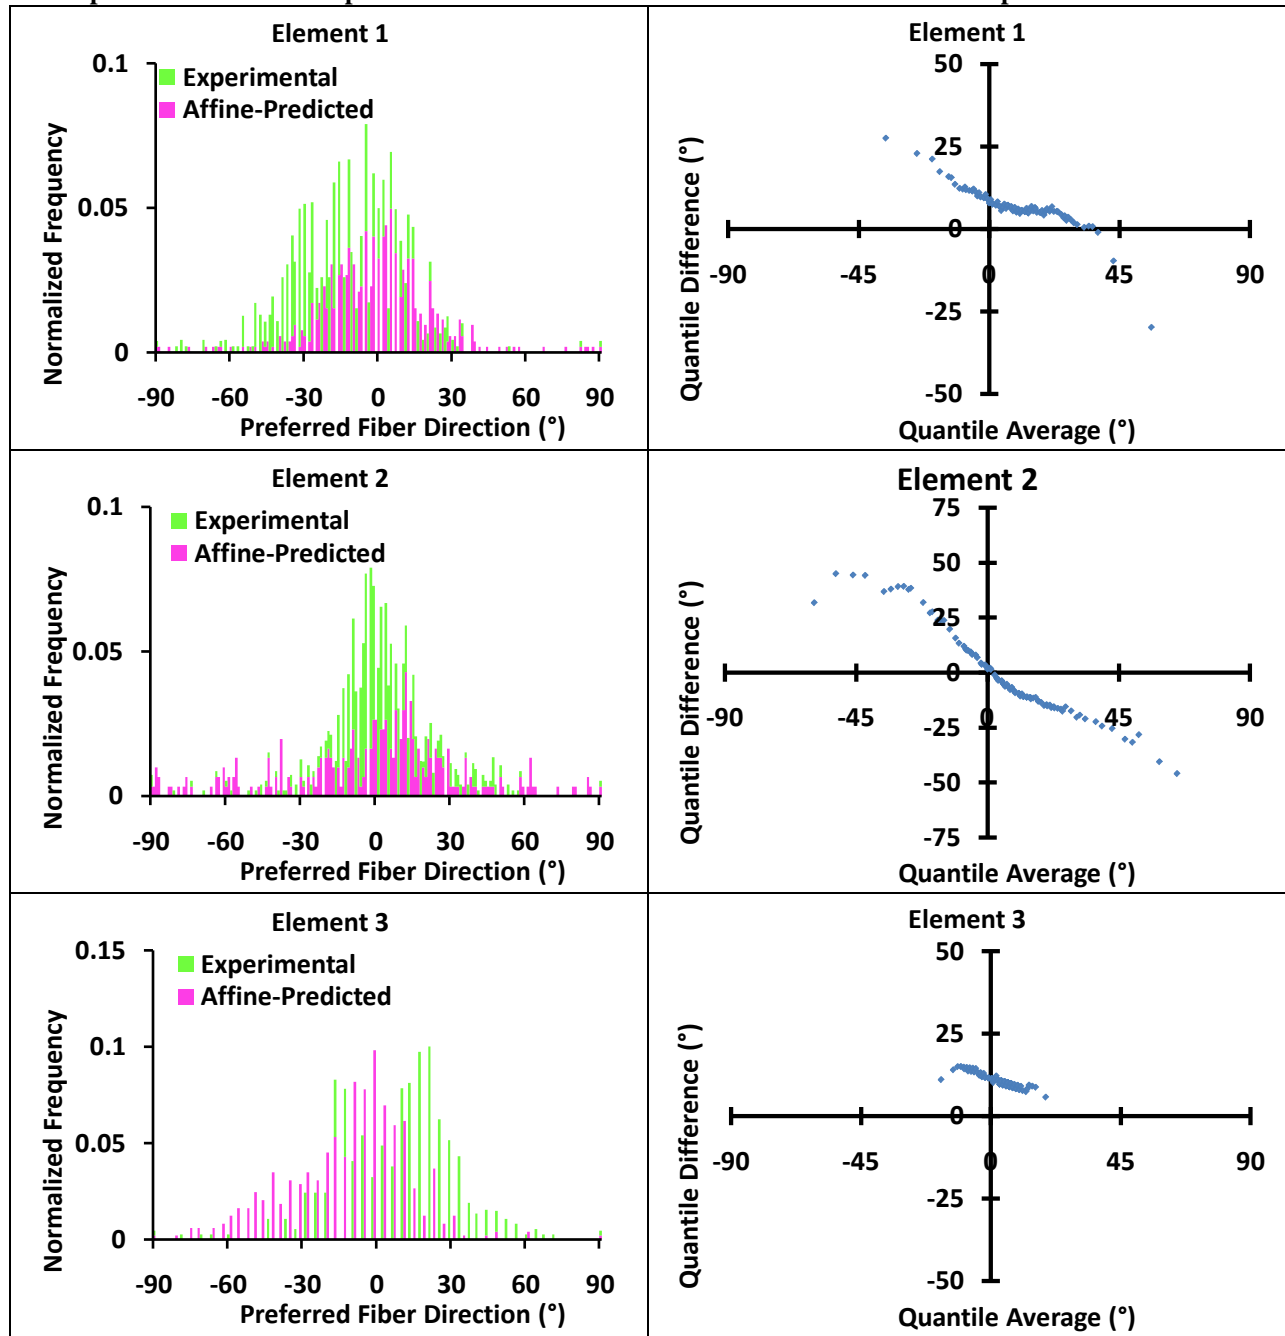 Element 1
0.1
Experimental
Affine-Predicted
0.05
0
Normalized Frequency
-90 -60 -30 0 30 60 90
Preferred Fiber Direction (°)
Element 1
50
25
0
-90 -45 0 45 90
-25
-50
Quantile Difference (°)
Quantile Average (°)
Element 2
0.1
Experimental
Affine-Predicted
0.05
0
Normalized Frequency
-90 -60 -30 0 30 60 90
Preferred Fiber Direction (°)
Element 2
75
50
25
0
-90 -45 0 45 90
-25
-50
-75
Quantile Difference (°)
Quantile Average (°)
Element 3
0.15
Experimental
Affine-Predicted
0.1
0.05
0
Normalized Frequency
-90 -60 -30 0 30 60 90
Preferred Fiber Direction (°)
Element 3
50
25
0
-90 -45 0 45 90
-25
-50
Quantile Difference (°)
Quantile Average (°)